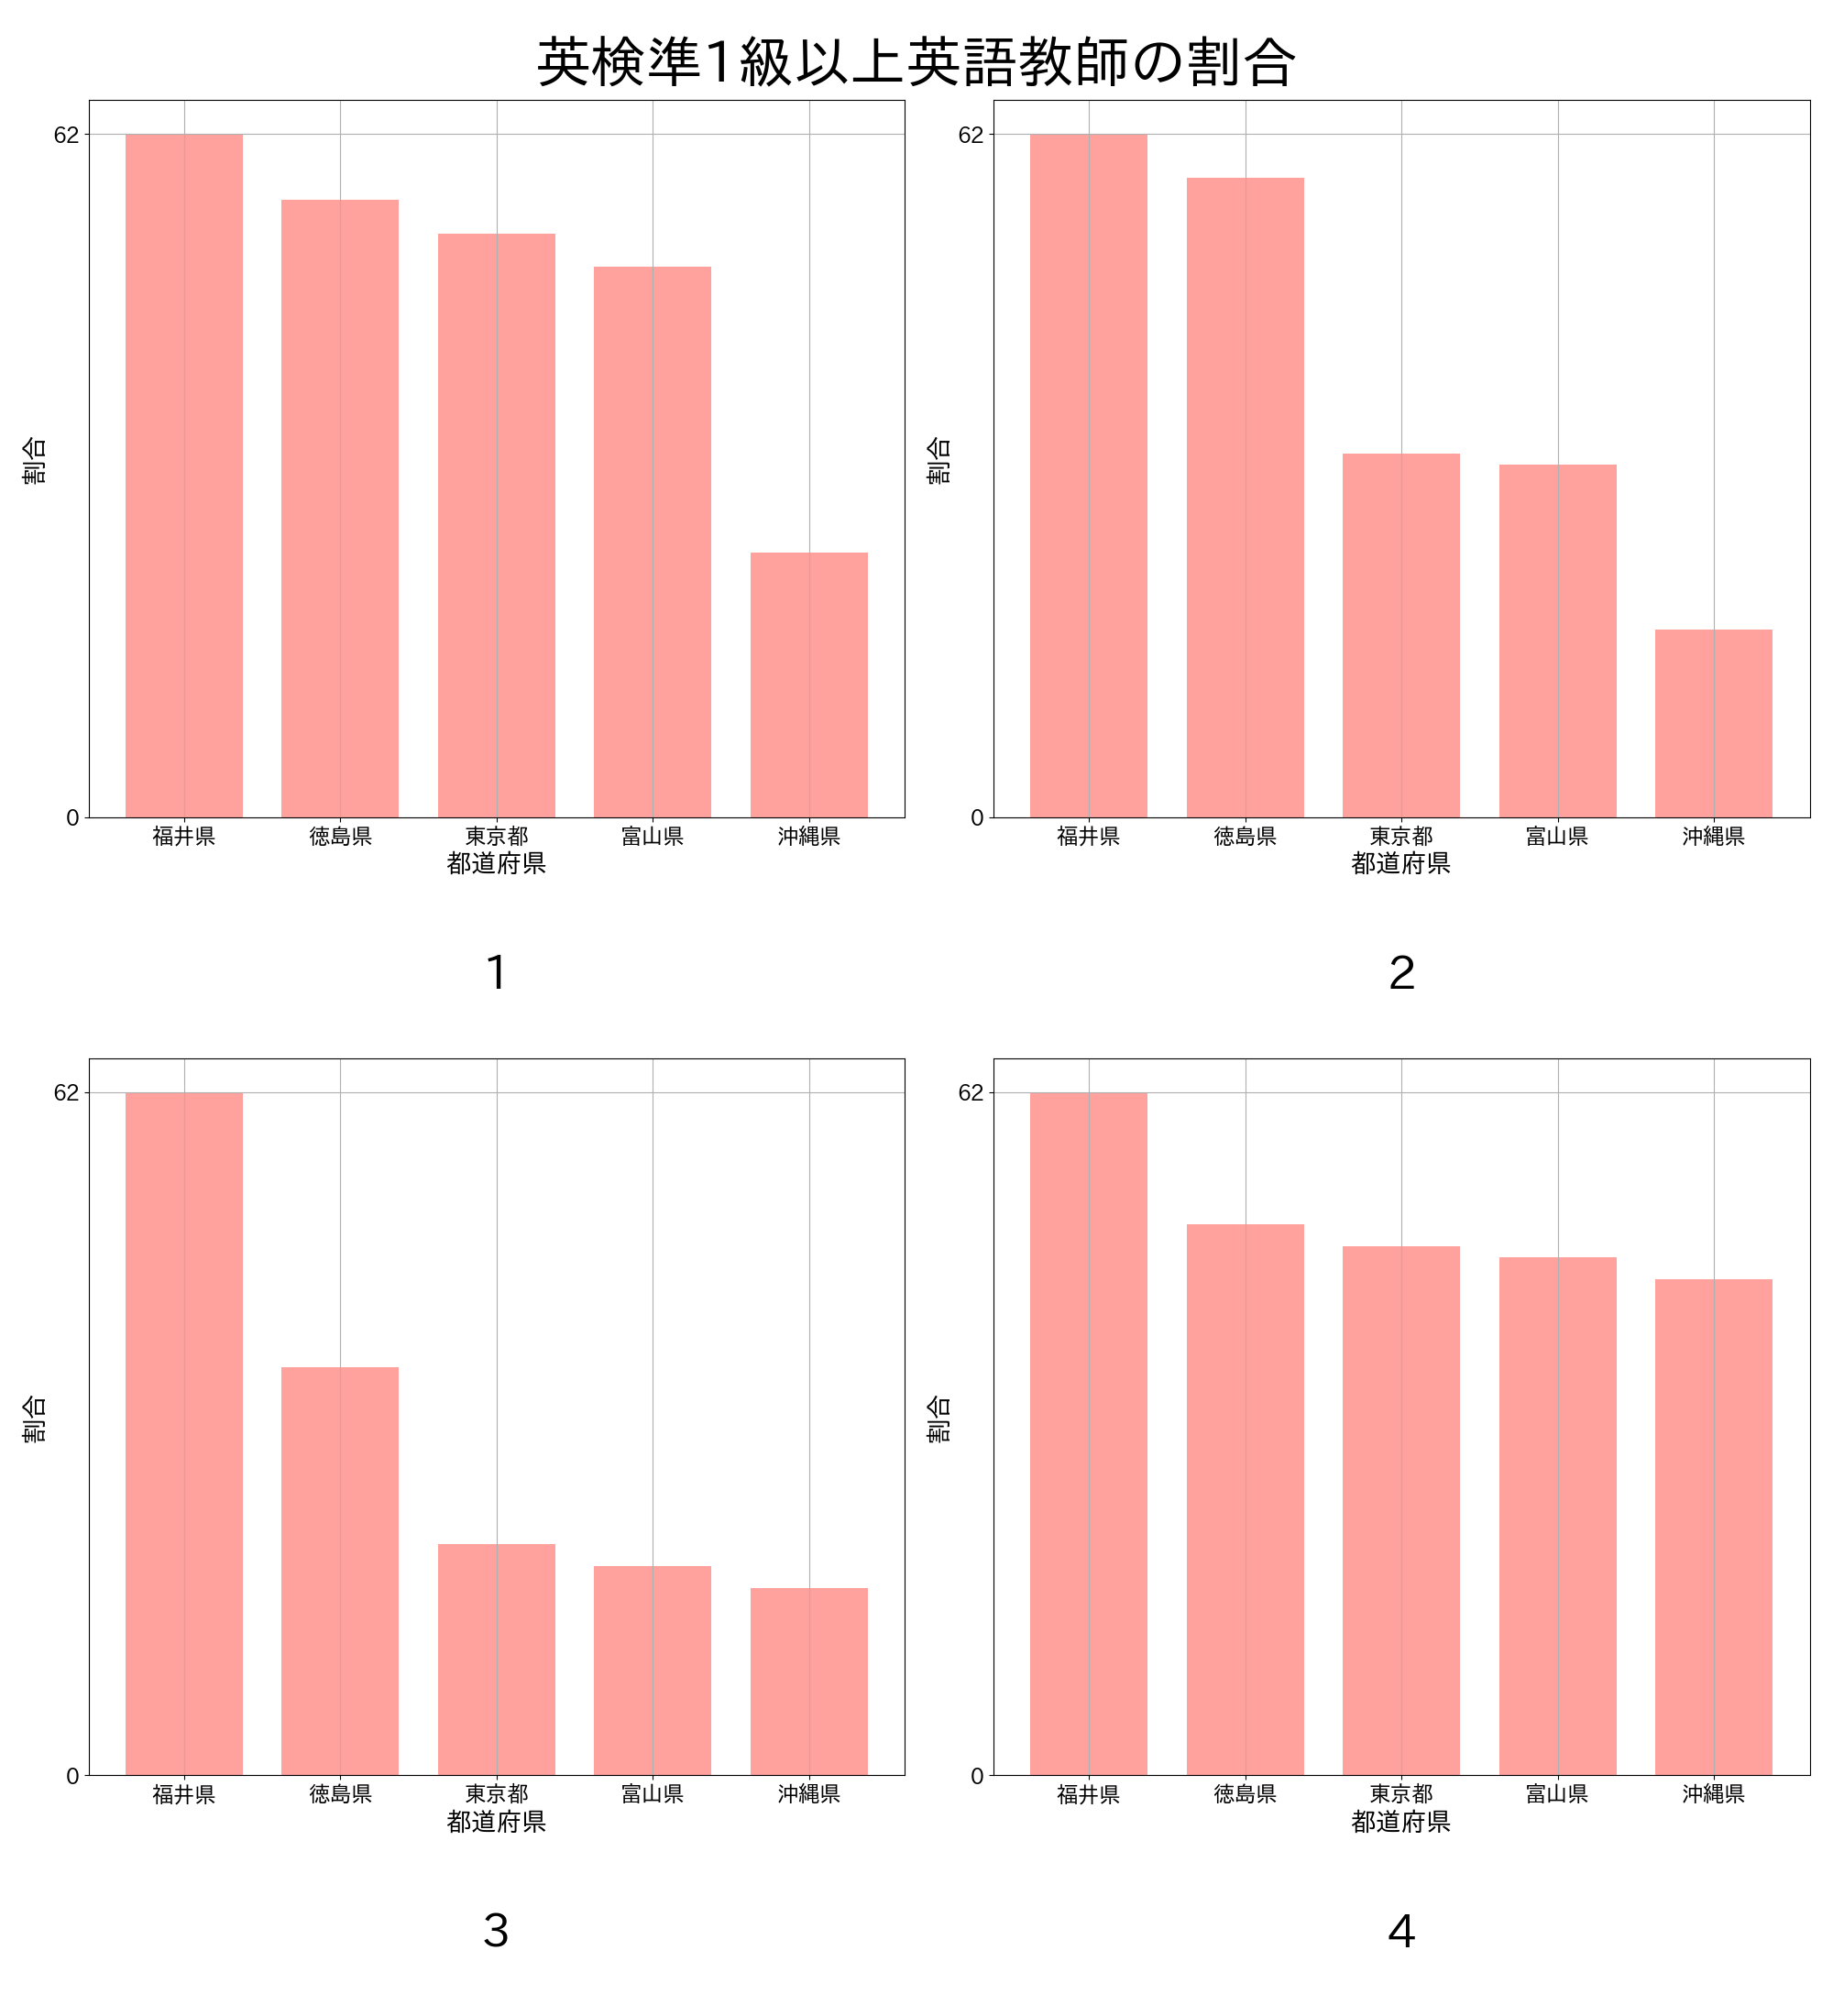 英検準1級以上英語教師の割合
62
0
割合
福井県 徳島県 東京都 富山県 沖縄県
都道府県
1
62
0
割合
福井県 徳島県 東京都 富山県 沖縄県
都道府県
2
62
0
割合
福井県 徳島県 東京都 富山県 沖縄県
都道府県
3
62
0
割合
福井県 徳島県 東京都 富山県 沖縄県
都道府県
4